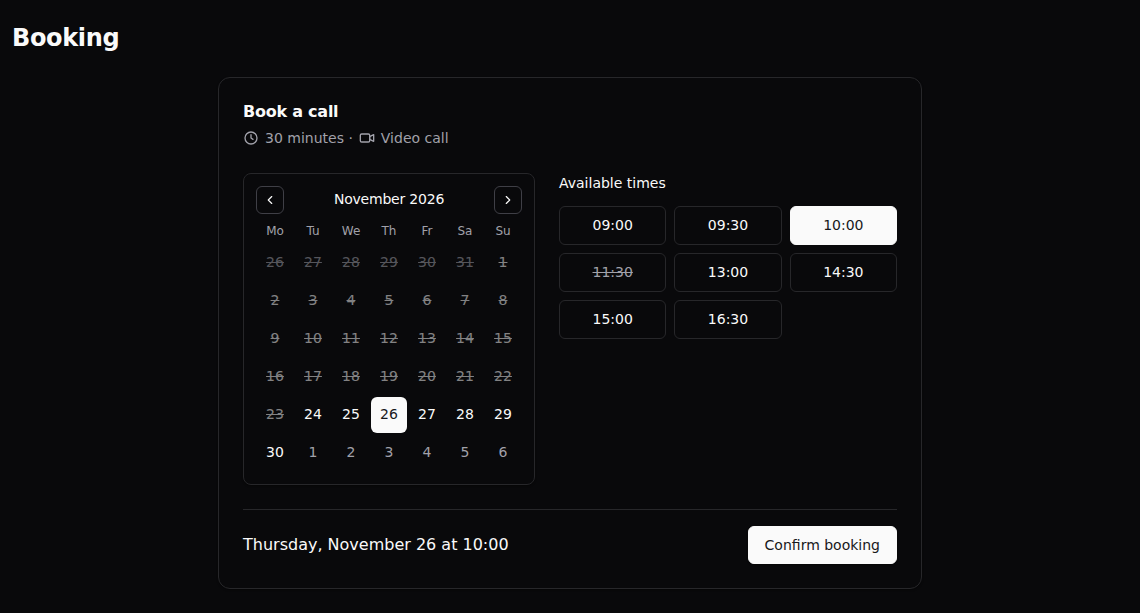 Booking
Book a call
30 minutes · Video call
November 2026
Mo Tu We Th Fr Sa Su
26 27 28 29 30 31 1
2 3 4 5 6 7 8
9 10 11 12 13 14 15
16 17 18 19 20 21 22
23 24 25 26 27 28 29
30 1 2 3 4 5 6
Available times
09:00 09:30 10:00
11:30 13:00 14:30
15:00 16:30
Thursday, November 26 at 10:00
Confirm booking